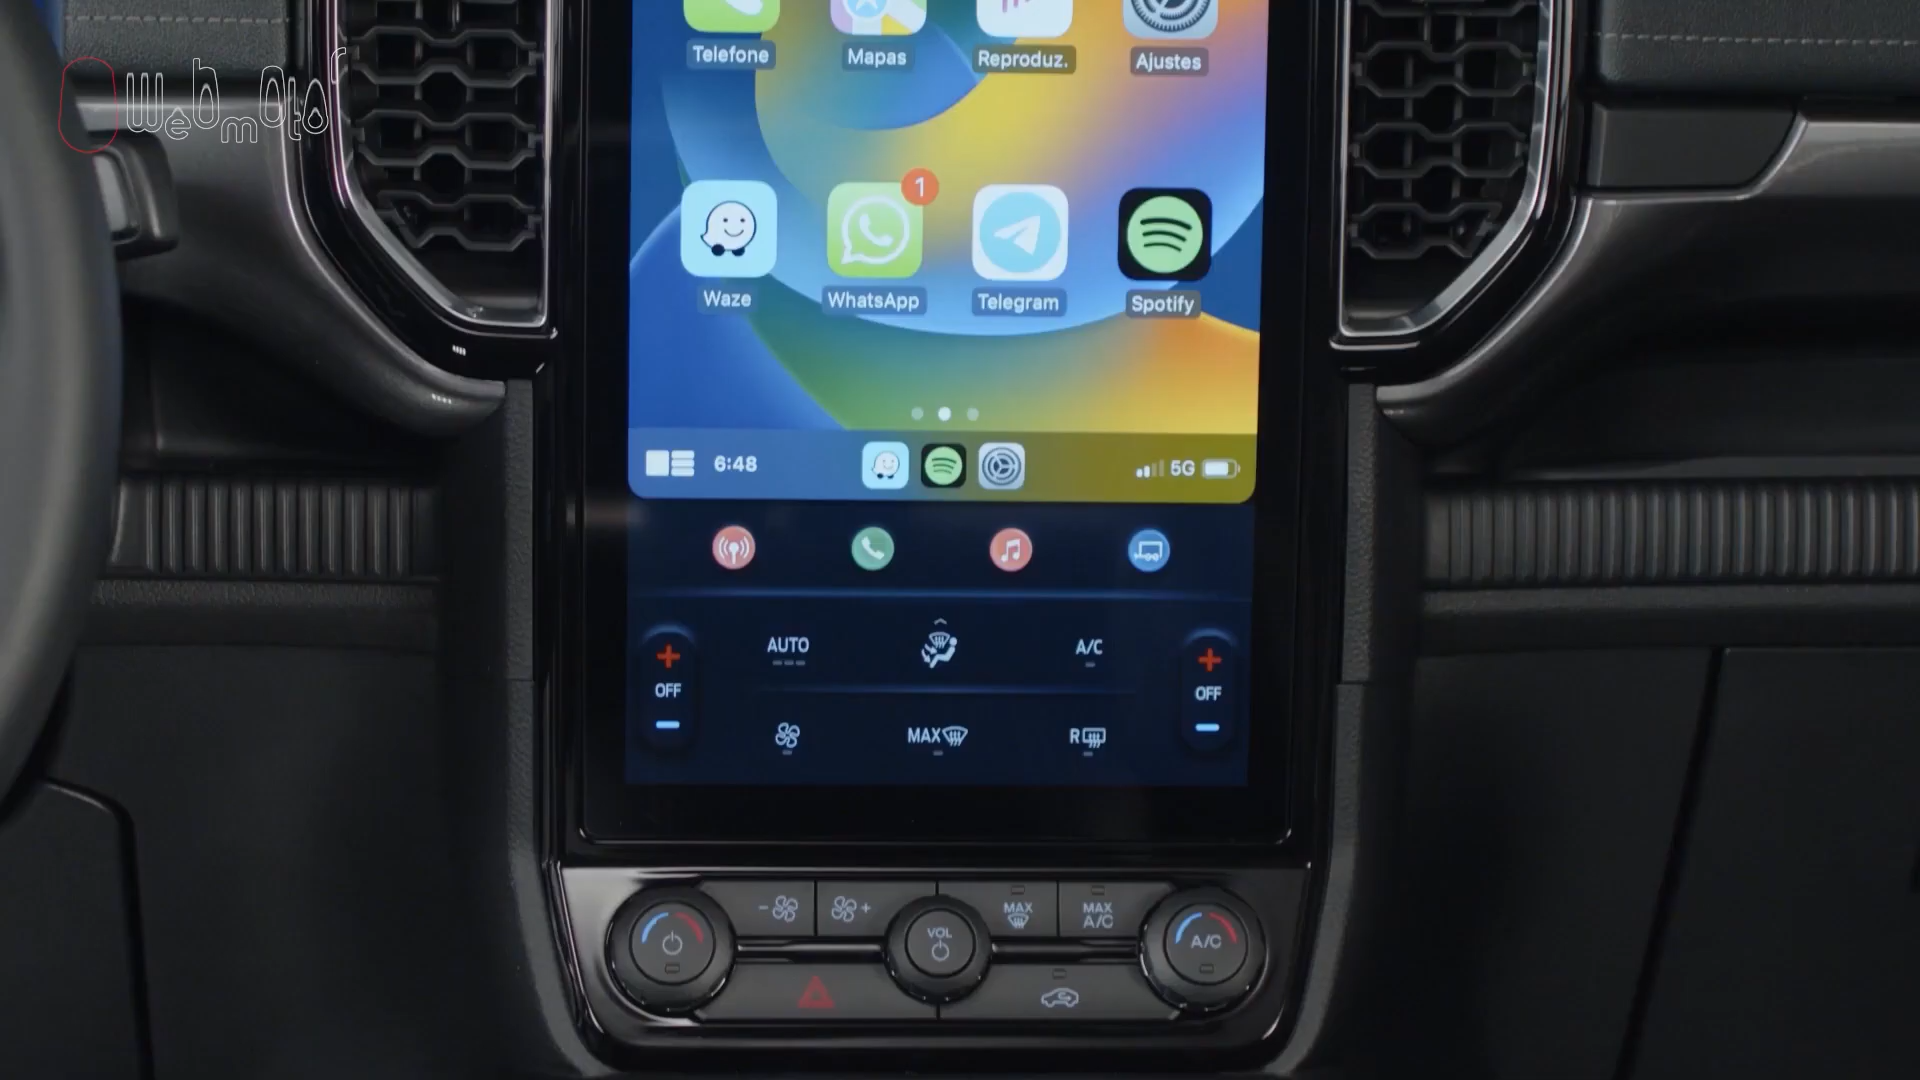 Webmotor
Telefone
Mapas
Reproduz.
Ajustes
1
Waze
WhatsApp
Telegram
Spotify
6:48
5G
AUTO
A/C
OFF
OFF
MAX
R
MAX
MAX
A/C
VOL
A/C